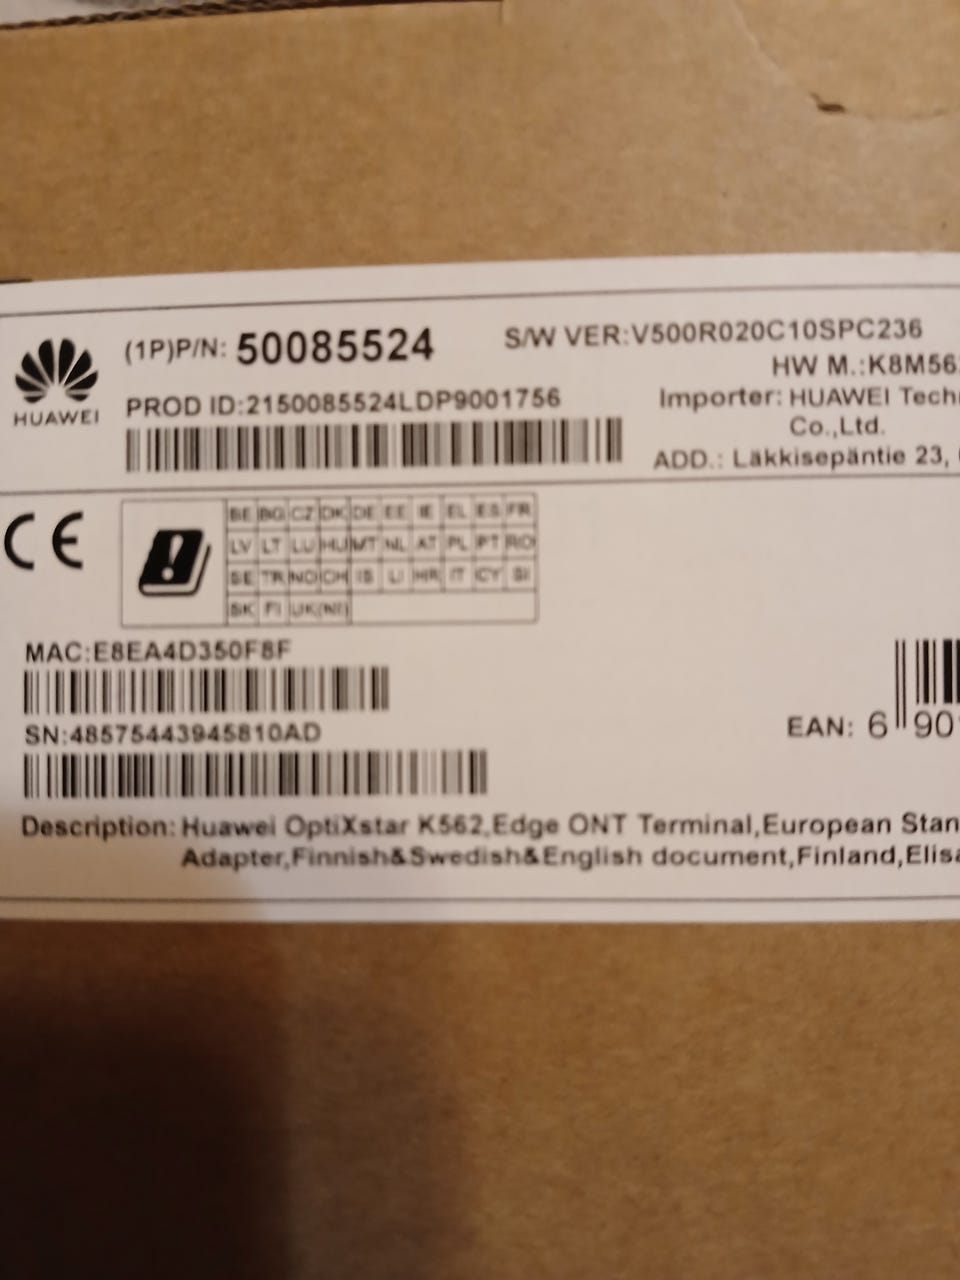 HUAWEI
(1P)P/N: 50085524
S/W VER:V500R020C10SPC236
HW M.:K8M56
PROD ID:2150085524LDP9001756
Importer: HUAWEI Tech
Co.,Ltd.
ADD.: Läkkisepäntie 23,
CE
BE BG CZ DK DE EE IE EL ES FR
LV LT LU HU MT NL AT PL PT RO
SE TR NO CH IS LI HR IT CY SI
SK FI UK(NI)
MAC:E8EA4D350F8F
SN:48575443945810AD
EAN: 6 90
Description: Huawei OptiXstar K562,Edge ONT Terminal,European Stan
Adapter,Finnish&Swedish&English document,Finland,Elisa